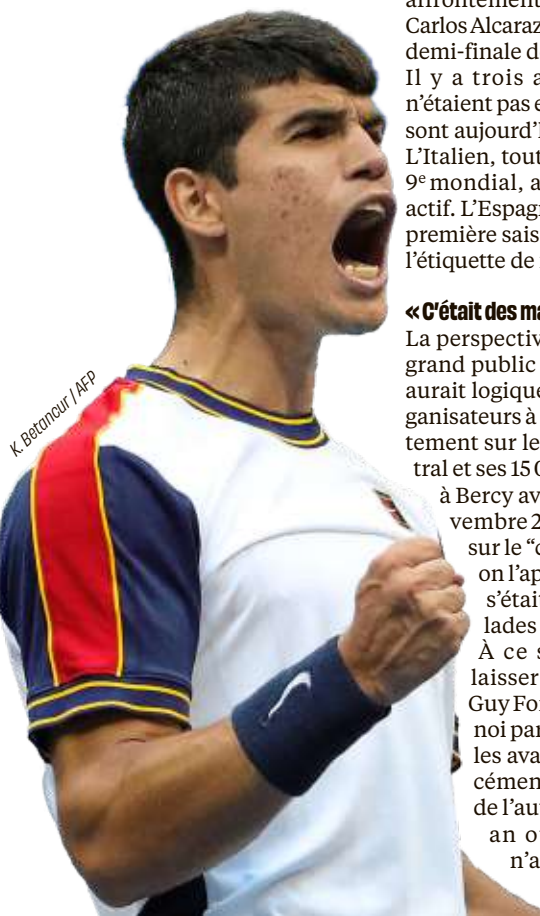 affrontement
Carlos Alcaraz
demi-finale d
Il y a trois a
n’étaient pas e
sont aujourd’h
L’Italien, tout
9e mondial, a
actif. L’Espag
première sais
l’étiquette de
« C’était des ma
La perspectiv
grand public
aurait logique
ganisateurs à
tement sur le
tral et ses 15 0
à Bercy av
vembre 2
sur le “c
on l’ap
s’était
lades
À ce s
laisser
Guy For
noi par
les ava
cémen
de l’au
an o
n’a
K. Betancur / AFP